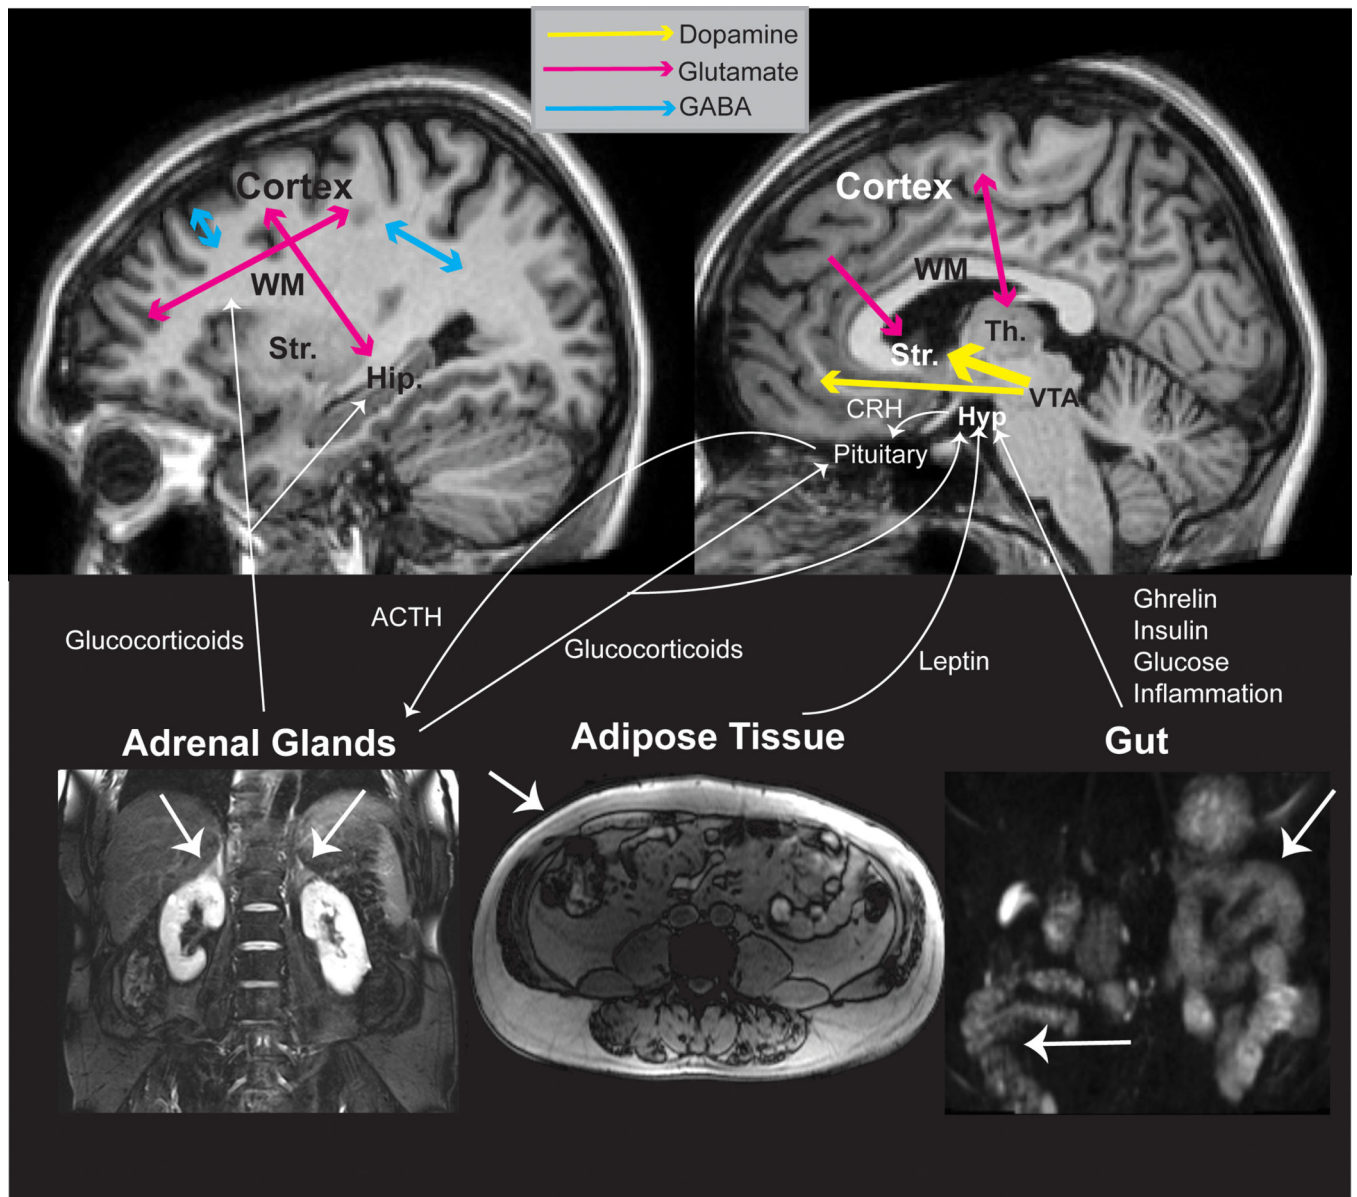 Dopamine
Glutamate
GABA
Cortex
WM
Str.
Hip.
Cortex
WM
Th.
Str.
VTA
CRH
Hyp
Pituitary
Glucocorticoids
ACTH
Glucocorticoids
Leptin
Ghrelin
Insulin
Glucose
Inflammation
Adrenal Glands
Adipose Tissue
Gut